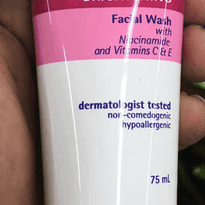 Facial Wash
with
Niacinamide
and Vitamins C & E
dermatologist tested
non-comedogenic
hypoallergenic
75 mL